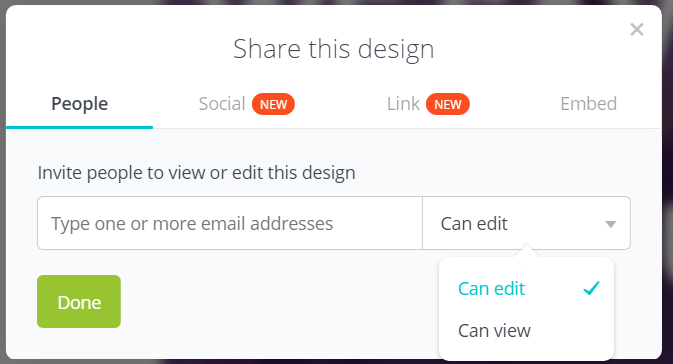 Share this design
People Social NEW Link NEW Embed
Invite people to view or edit this design
Type one or more email addresses Can edit
Can edit
Done
Can view